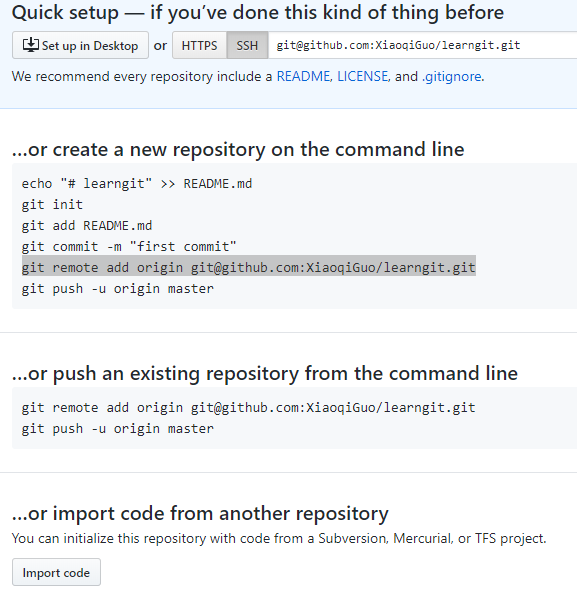 Quick setup — if you’ve done this kind of thing before
Set up in Desktop or HTTPS SSH git@github.com:XiaoqiGuo/learngit.git
We recommend every repository include a README, LICENSE, and .gitignore.
…or create a new repository on the command line
echo "# learngit" >> README.md
git init
git add README.md
git commit -m "first commit"
git remote add origin git@github.com:XiaoqiGuo/learngit.git
git push -u origin master
…or push an existing repository from the command line
git remote add origin git@github.com:XiaoqiGuo/learngit.git
git push -u origin master
…or import code from another repository
You can initialize this repository with code from a Subversion, Mercurial, or TFS project.
Import code